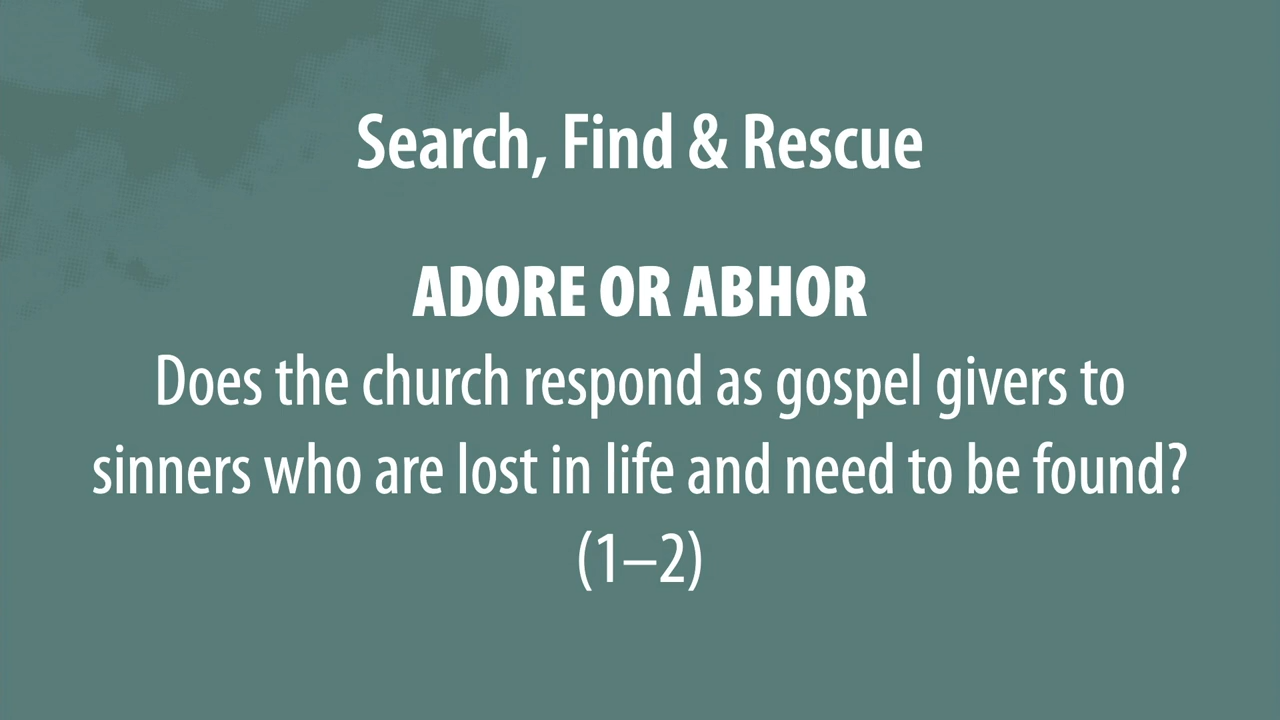 Search, Find & Rescue
ADORE OR ABHOR
Does the church respond as gospel givers to
sinners who are lost in life and need to be found?
(1–2)